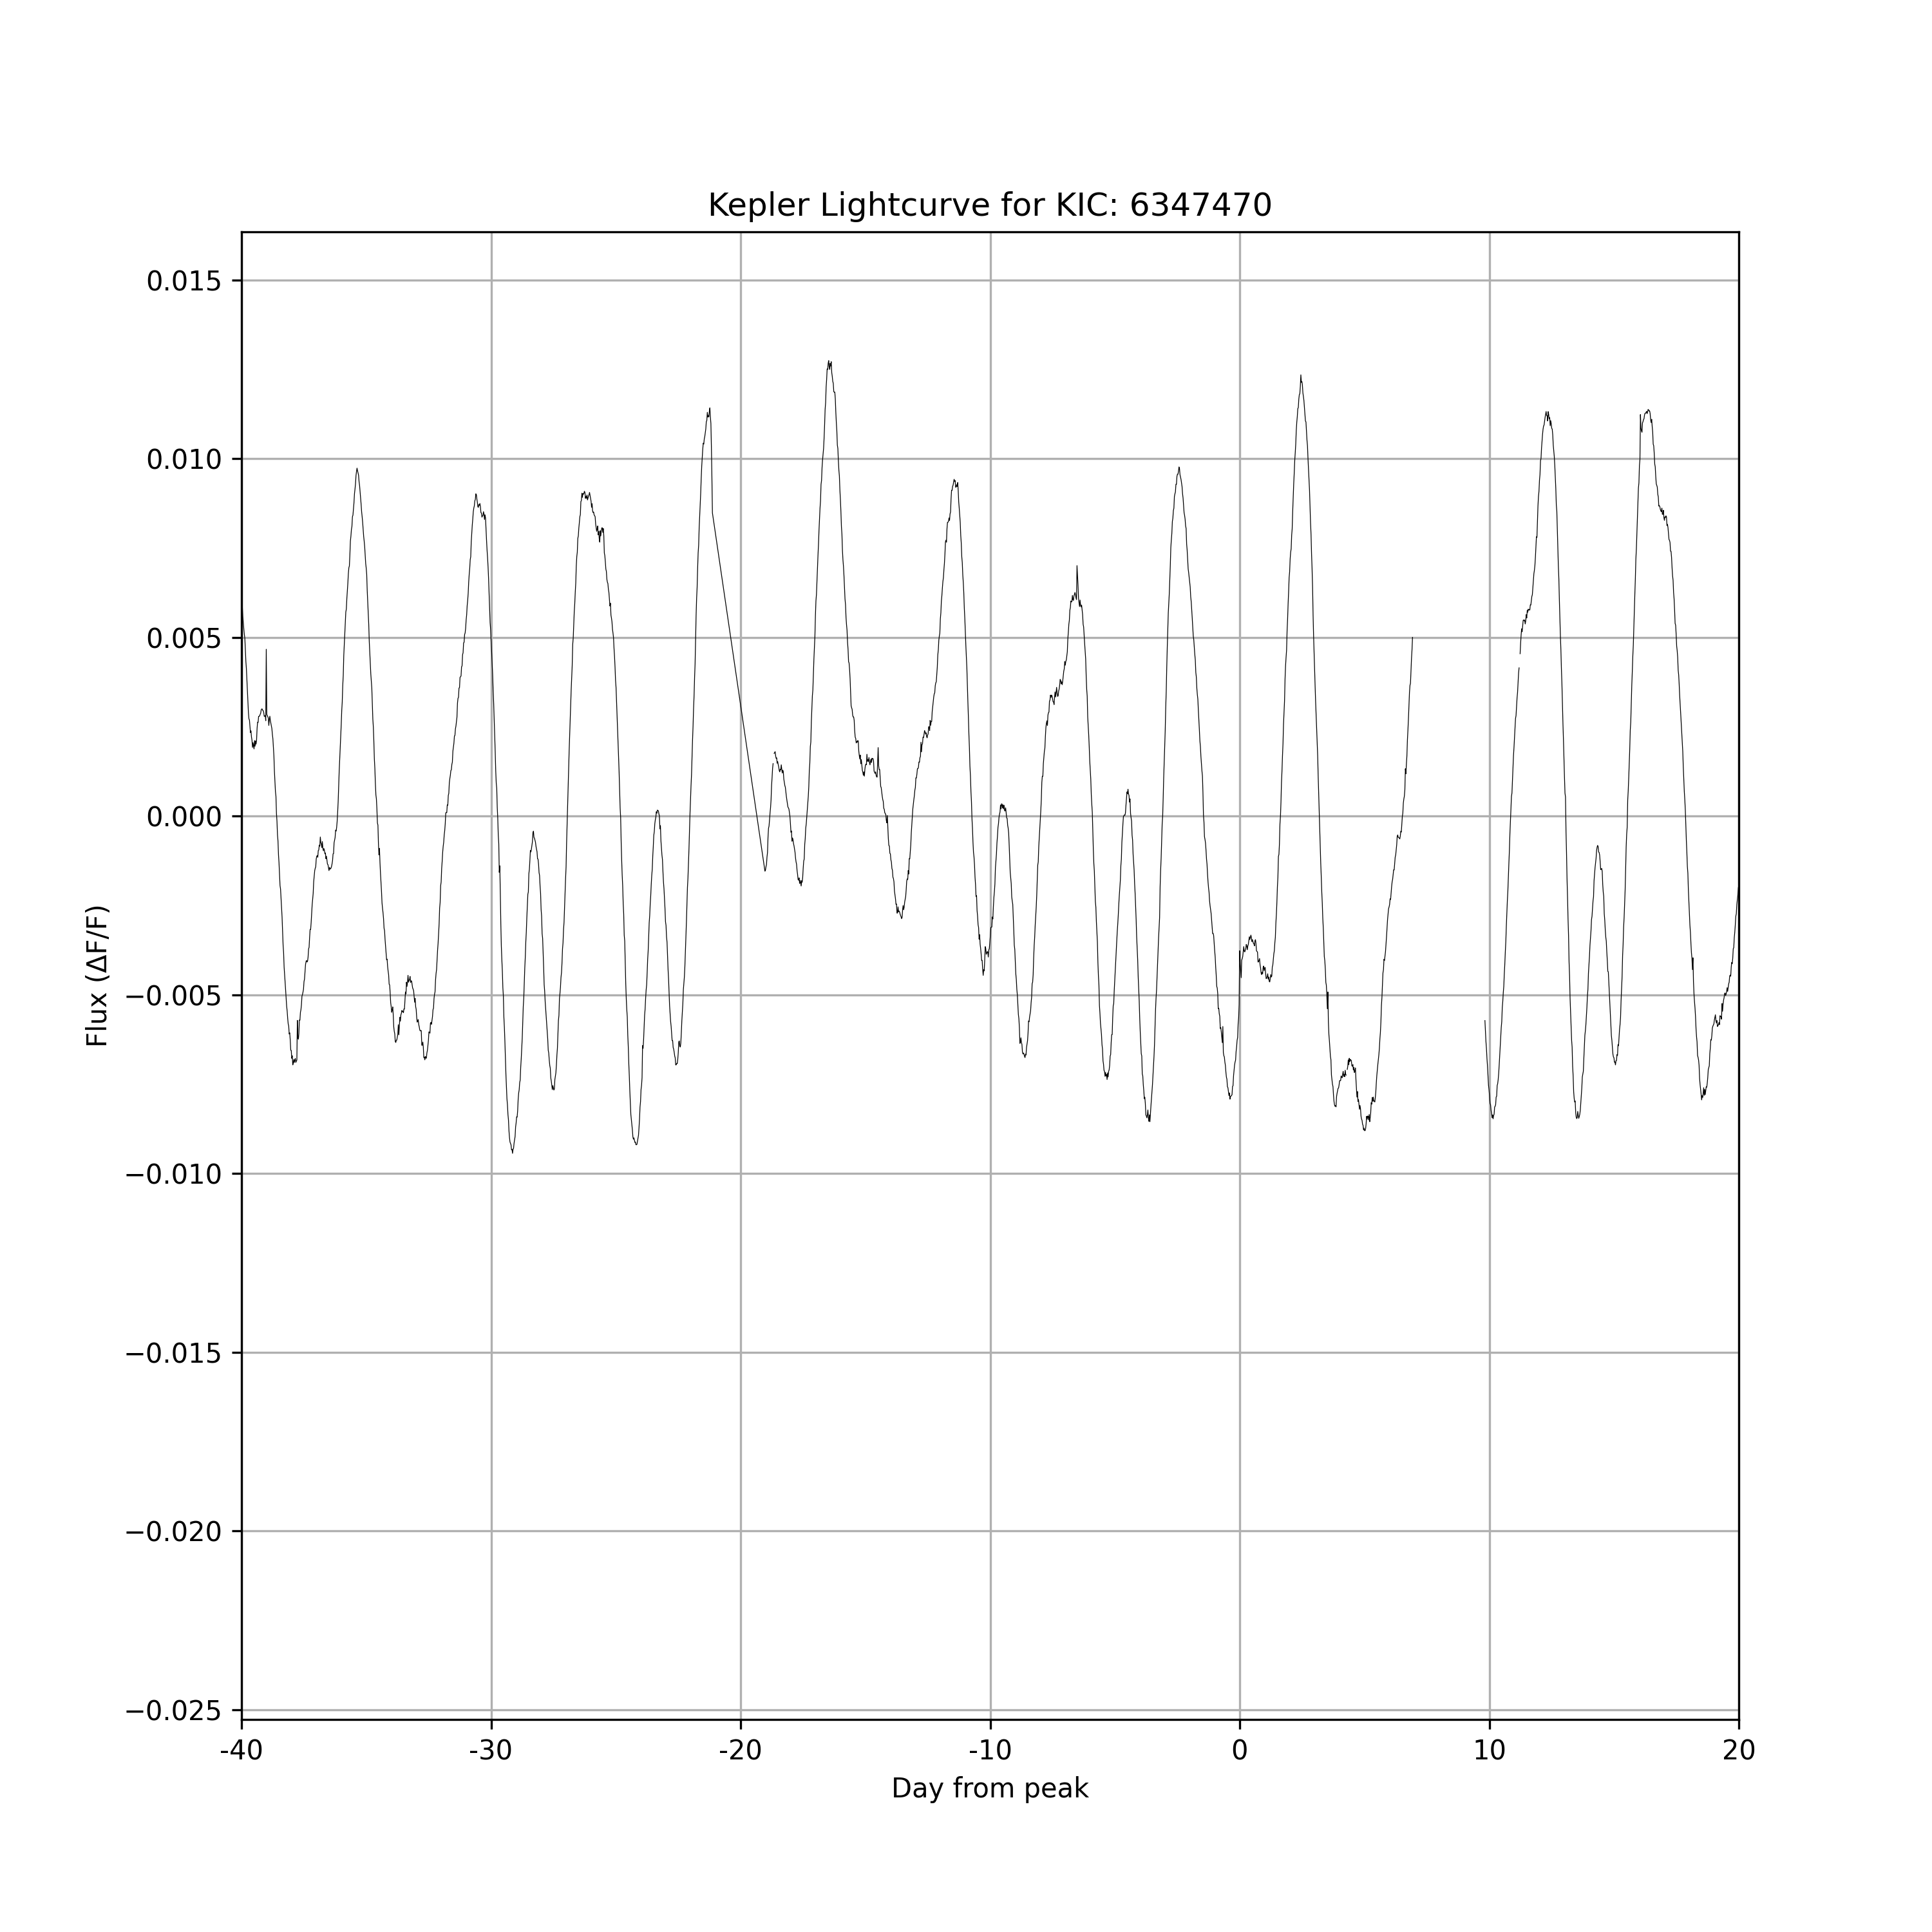 Kepler Lightcurve for KIC: 6347470
0.015
0.010
0.005
0.000
−0.005
−0.010
−0.015
−0.020
−0.025
Flux (ΔF/F)
-40 -30 -20 -10 0 10 20
Day from peak